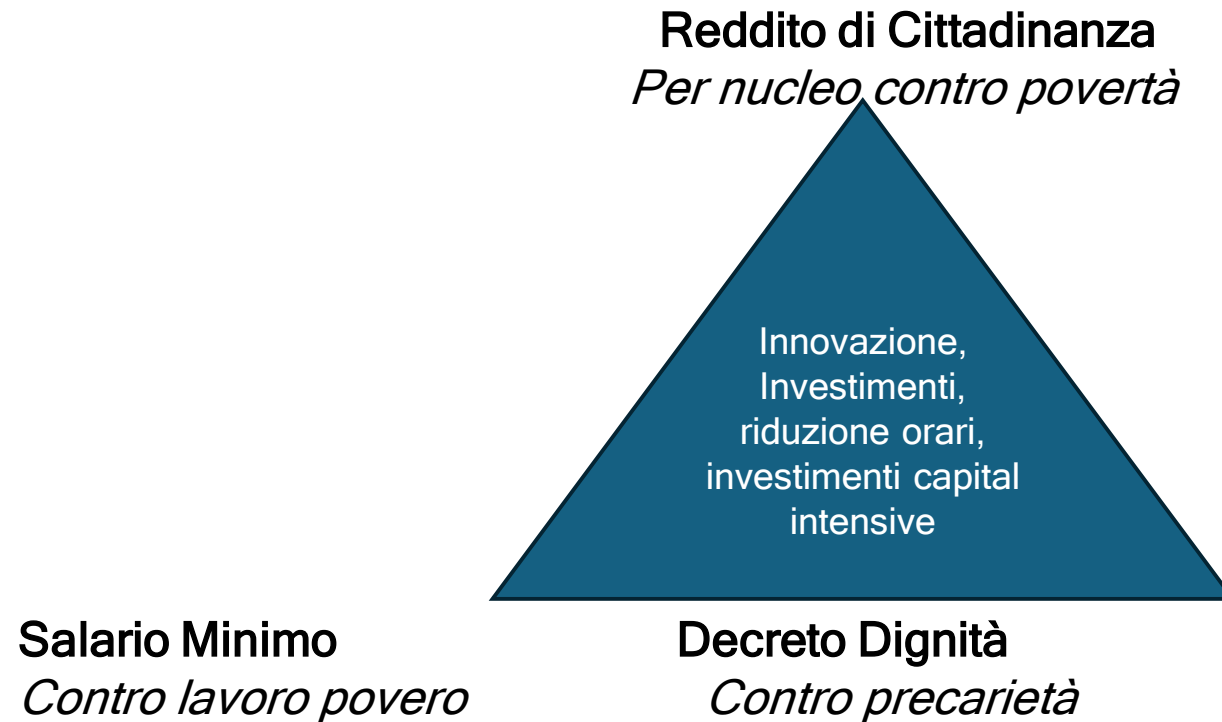 Reddito di Cittadinanza
Per nucleo contro povertà
Innovazione,
Investimenti,
riduzione orari,
investimenti capital
intensive
Salario Minimo
Contro lavoro povero
Decreto Dignità
Contro precarietà